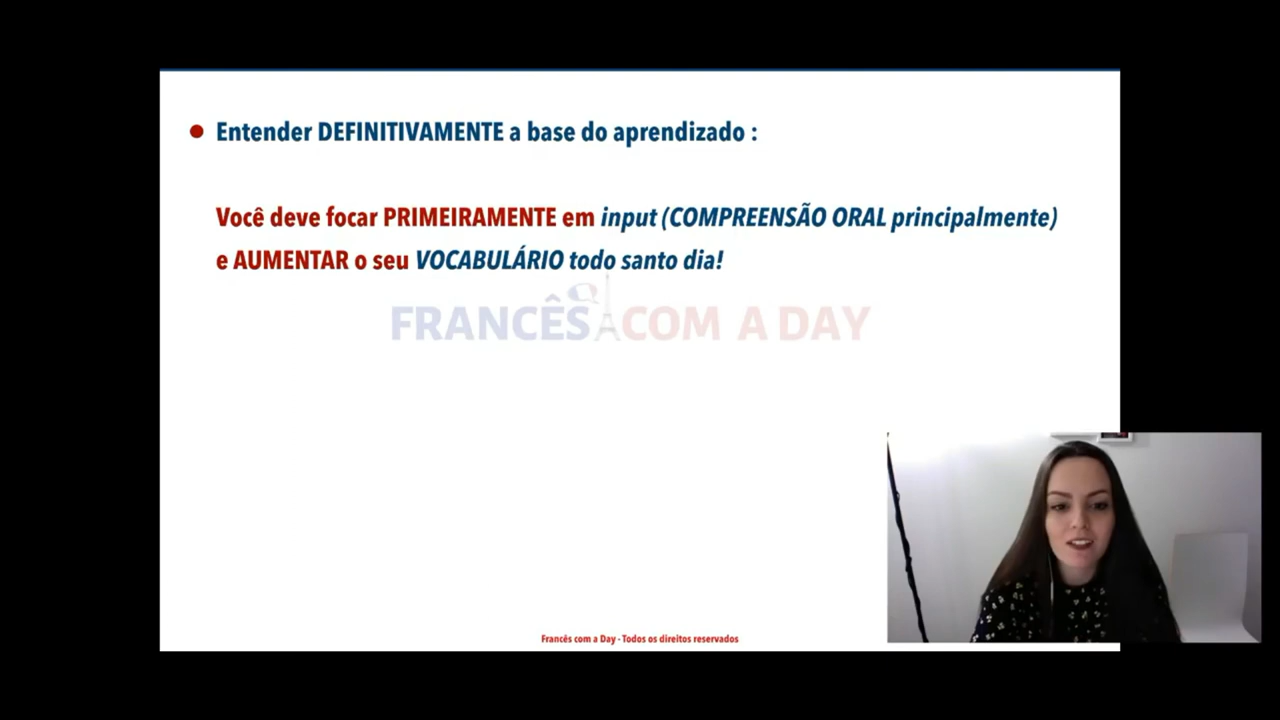 Entender DEFINITIVAMENTE a base do aprendizado :
Você deve focar PRIMEIRAMENTE em input (COMPREENSÃO ORAL principalmente)
e AUMENTAR o seu VOCABULÁRIO todo santo dia!
FRANCÊS COM A DAY
Francês com a Day - Todos os direitos reservados